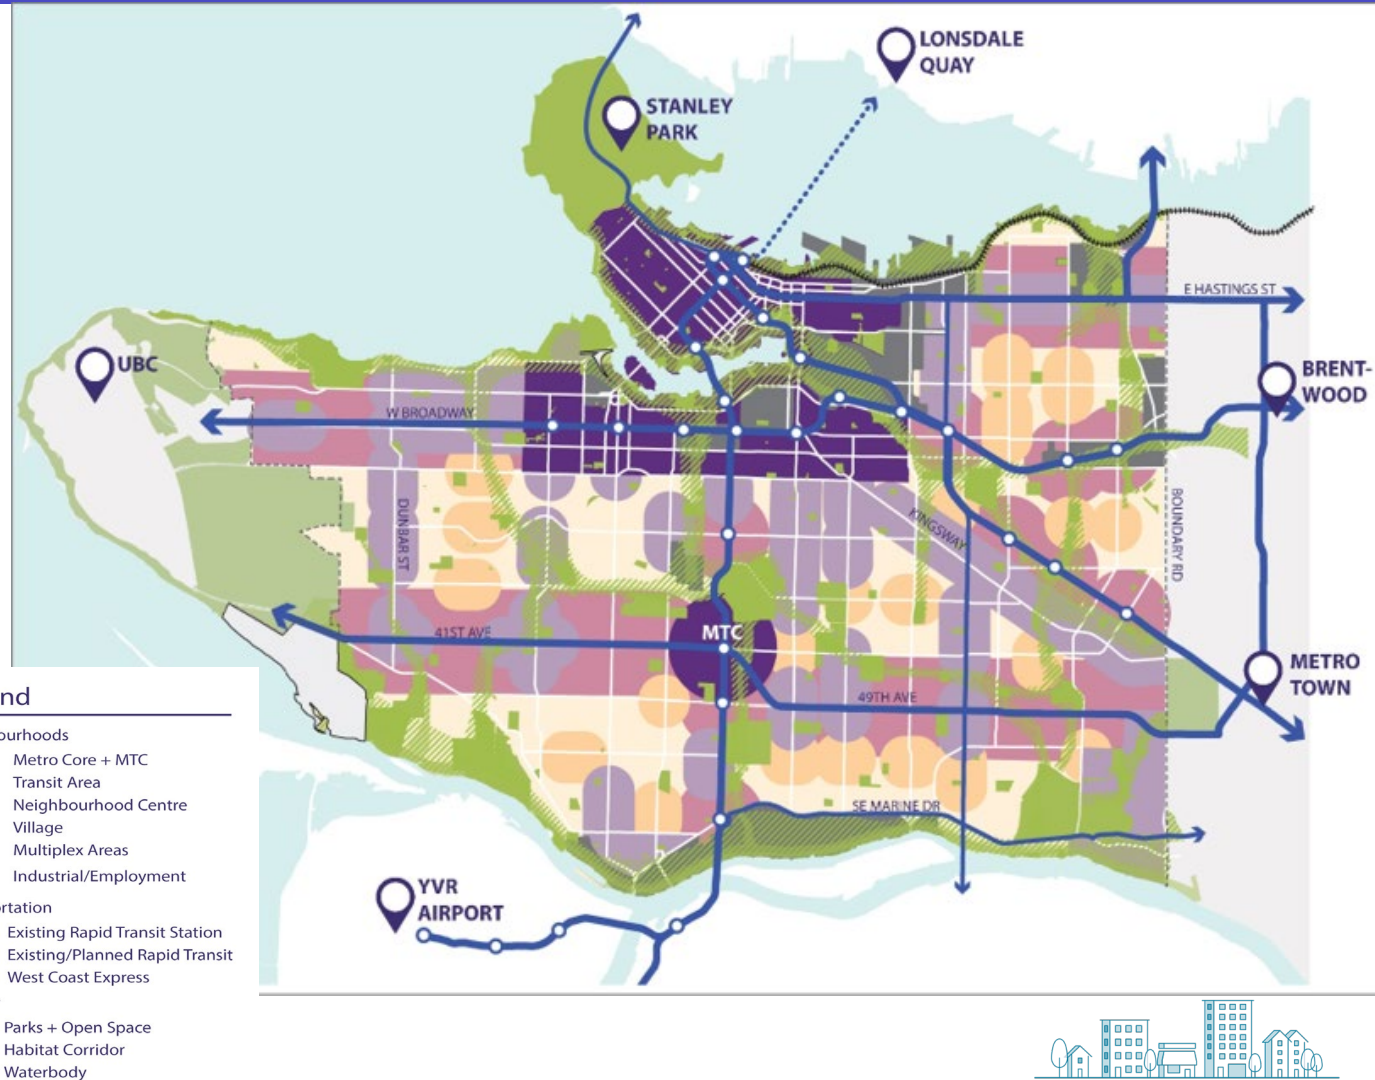 LONSDALE
QUAY
STANLEY
PARK
E HASTINGS ST
UBC
BRENT-
WOOD
W BROADWAY
DUNBAR ST
KINGSWAY
BOUNDARY RD
MTC
41ST AVE
METRO
TOWN
49TH AVE
SE MARINE DR
YVR
AIRPORT
nd
ourhoods
Metro Core + MTC
Transit Area
Neighbourhood Centre
Village
Multiplex Areas
Industrial/Employment
rtation
Existing Rapid Transit Station
Existing/Planned Rapid Transit
West Coast Express
Parks + Open Space
Habitat Corridor
Waterbody